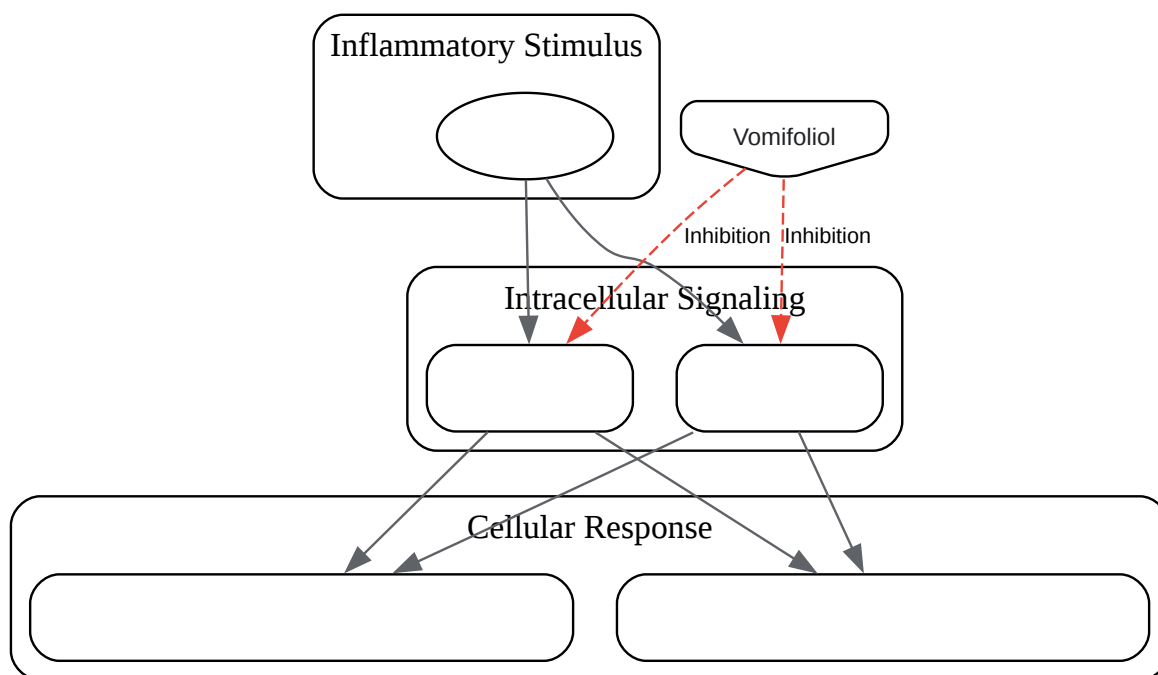 Inflammatory Stimulus
Vomifoliol
Inhibition
Inhibition
Intracellular Signaling
Cellular Response